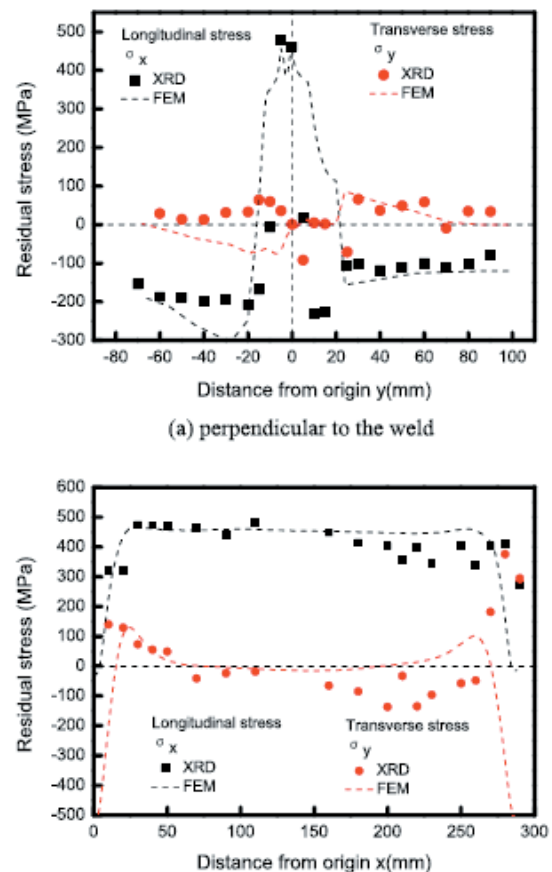 500
400
300
200
100
0
-100
-200
-300
Residual stress (MPa)
Longitudinal stress
σ x
XRD
FEM
Transverse stress
σ y
XRD
FEM
-80 -60 -40 -20 0 20 40 60 80 100
Distance from origin y(mm)
(a) perpendicular to the weld
600
500
400
300
200
100
0
-100
-200
-300
-400
-500
Residual stress (MPa)
Longitudinal stress
σ x
XRD
FEM
Transverse stress
σ y
XRD
FEM
0 50 100 150 200 250 300
Distance from origin x(mm)